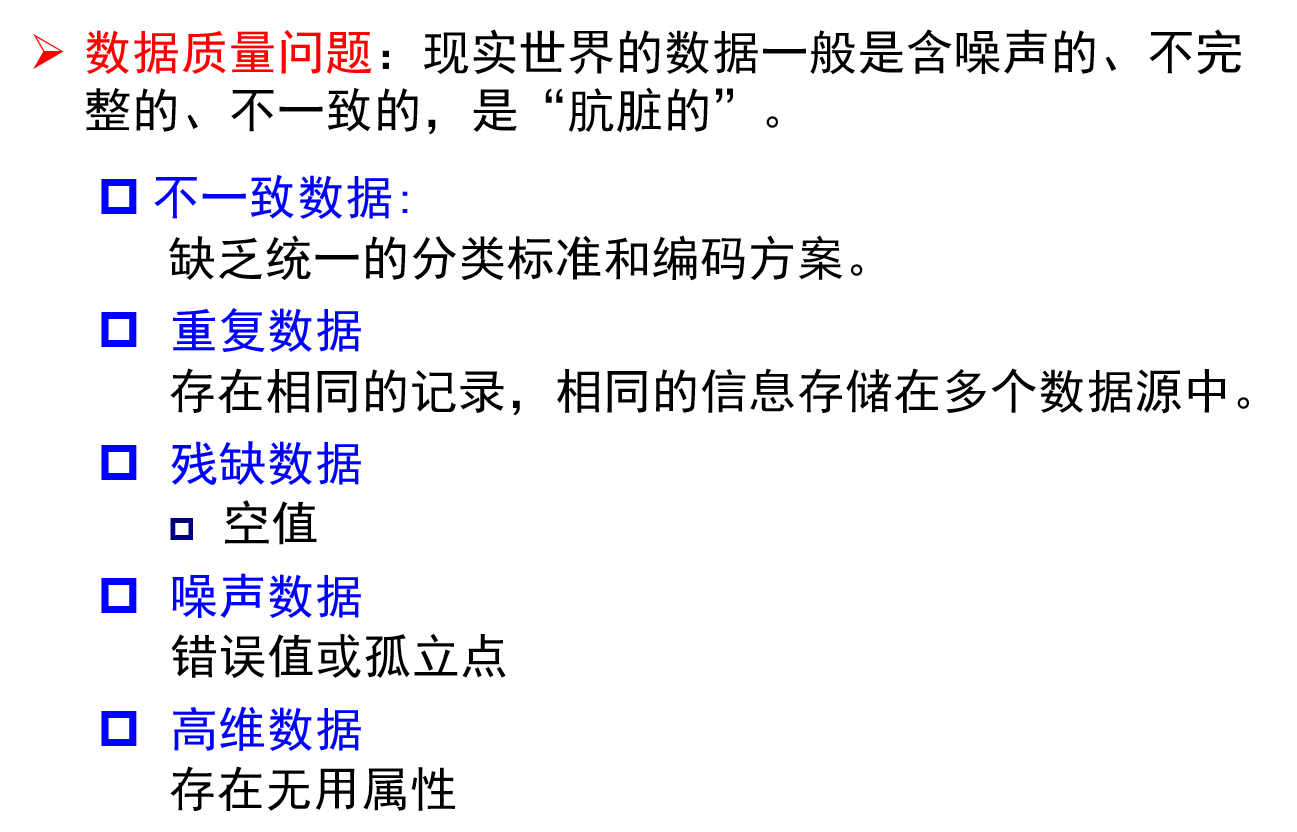 数据质量问题：现实世界的数据一般是含噪声的、不完
整的、不一致的，是“肮脏的”。
不一致数据:
缺乏统一的分类标准和编码方案。
重复数据
存在相同的记录，相同的信息存储在多个数据源中。
残缺数据
空值
噪声数据
错误值或孤立点
高维数据
存在无用属性